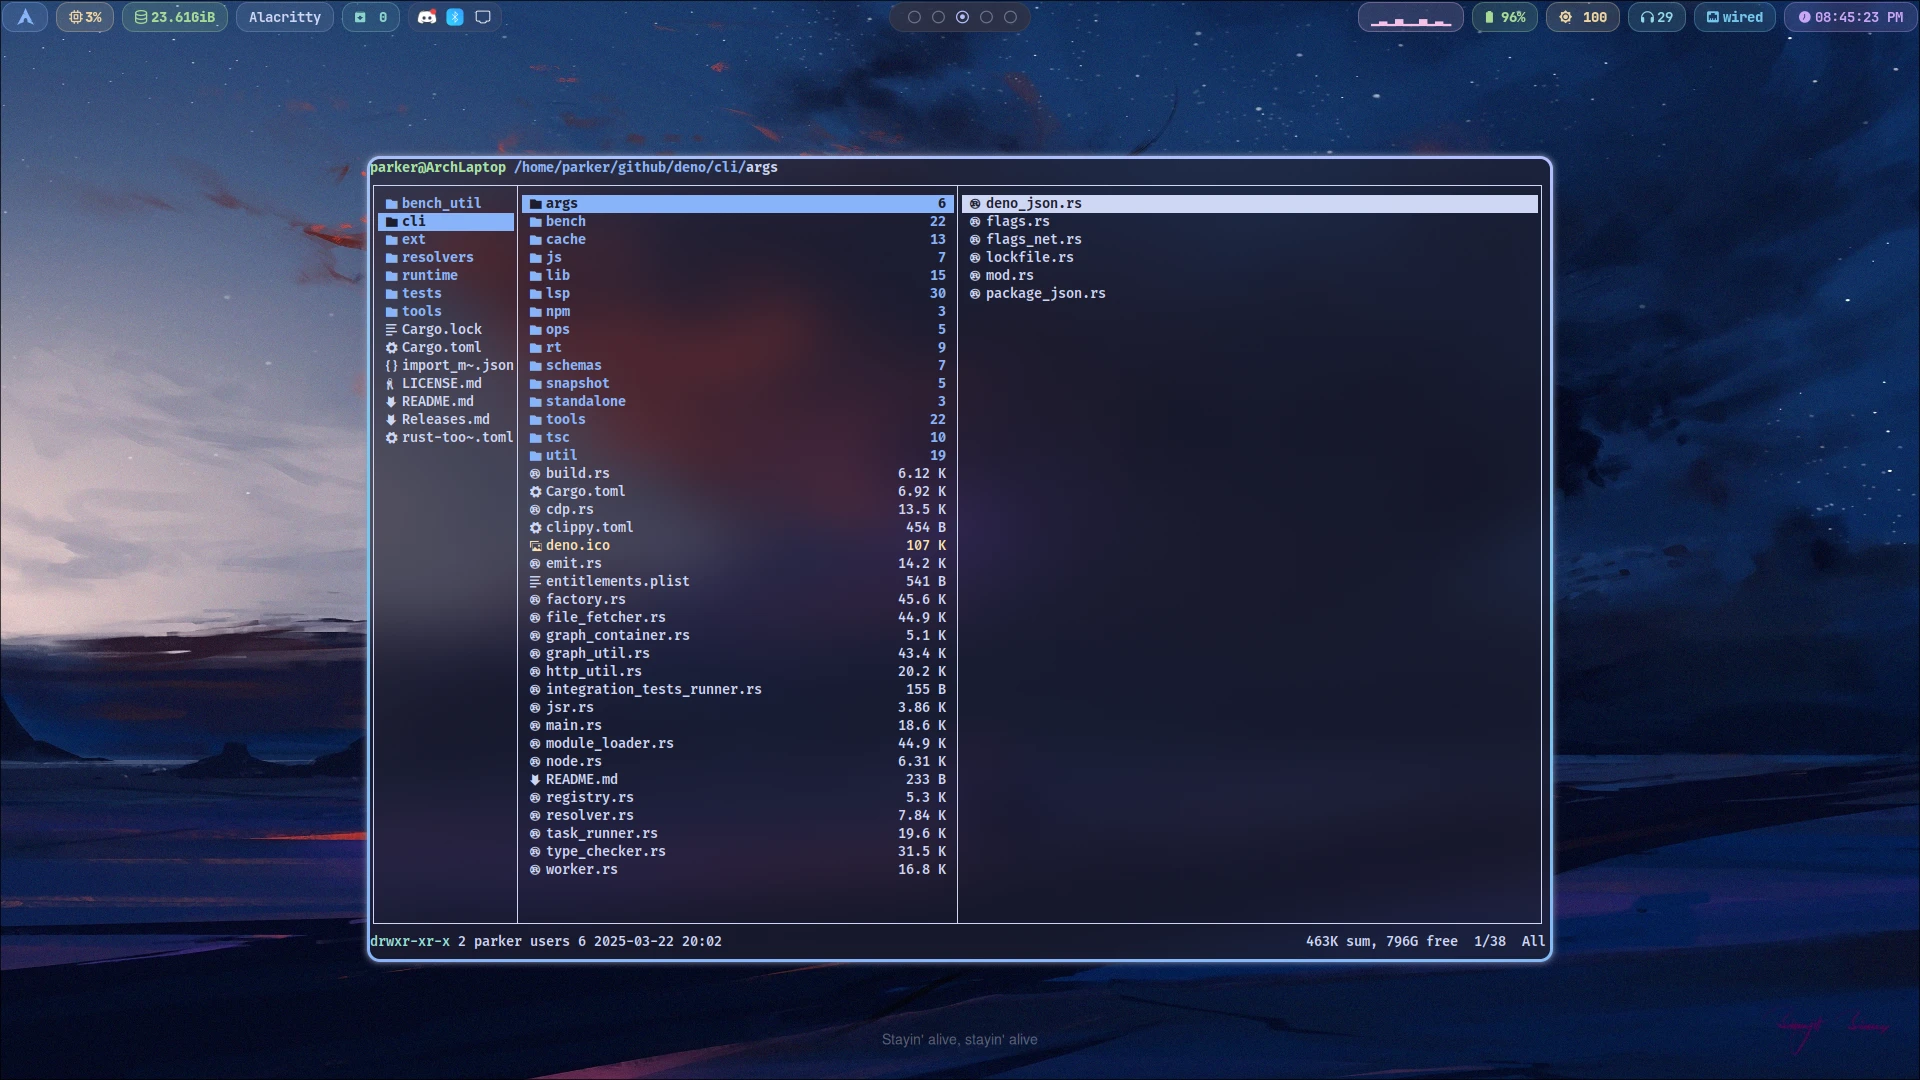 3% 23.61GiB Alacritty 0 96% 100 29 wired 08:45:23 PM
parker@ArchLaptop /home/parker/github/deno/cli/args
bench_util
cli
ext
resolvers
runtime
tests
tools
Cargo.lock
Cargo.toml
import_m~.json
LICENSE.md
README.md
Releases.md
rust-too~.toml
args 6
bench 22
cache 13
js 7
lib 15
lsp 30
npm 3
ops 5
rt 9
schemas 7
snapshot 5
standalone 3
tools 22
tsc 10
util 19
build.rs 6.12 K
Cargo.toml 6.92 K
cdp.rs 13.5 K
clippy.toml 454 B
deno.ico 107 K
emit.rs 14.2 K
entitlements.plist 541 B
factory.rs 45.6 K
file_fetcher.rs 44.9 K
graph_container.rs 5.1 K
graph_util.rs 43.4 K
http_util.rs 20.2 K
integration_tests_runner.rs 155 B
jsr.rs 3.86 K
main.rs 18.6 K
module_loader.rs 44.9 K
node.rs 6.31 K
README.md 233 B
registry.rs 5.3 K
resolver.rs 7.84 K
task_runner.rs 19.6 K
type_checker.rs 31.5 K
worker.rs 16.8 K
deno_json.rs
flags.rs
flags_net.rs
lockfile.rs
mod.rs
package_json.rs
drwxr-xr-x 2 parker users 6 2025-03-22 20:02 463K sum, 796G free 1/38 All
Stayin' alive, stayin' alive